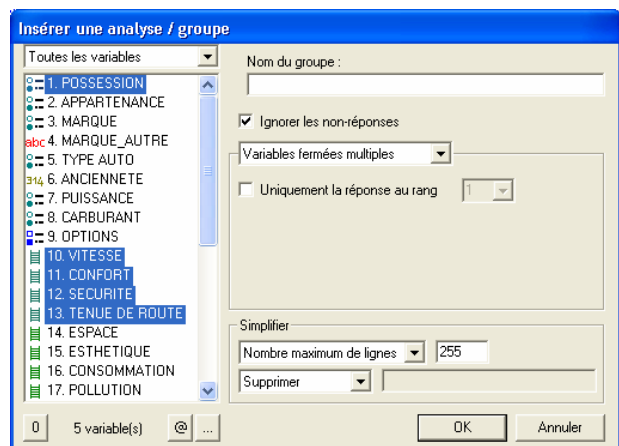 Insérer une analyse / groupe
Toutes les variables
1. POSSESSION
2. APPARTENANCE
3. MARQUE
abc 4. MARQUE_AUTRE
5. TYPE AUTO
314 6. ANCIENNETE
7. PUISSANCE
8. CARBURANT
9. OPTIONS
10. VITESSE
11. CONFORT
12. SECURITE
13. TENUE DE ROUTE
14. ESPACE
15. ESTHETIQUE
16. CONSOMMATION
17. POLLUTION
0 5 variable(s) @ ...
Nom du groupe :
Ignorer les non-réponses
Variables fermées multiples
Uniquement la réponse au rang 1
Simplifier
Nombre maximum de lignes 255
Supprimer
OK Annuler